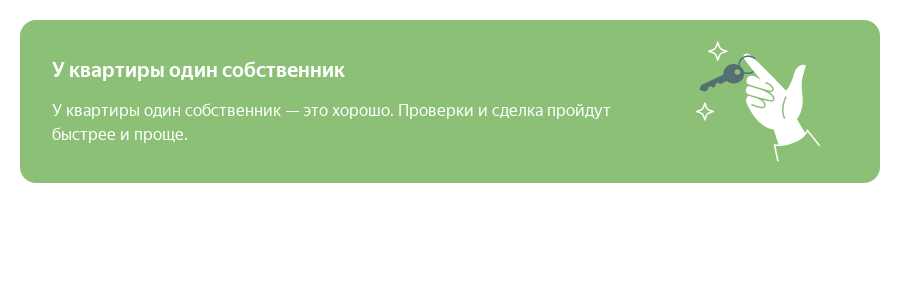 У квартиры один собственник
У квартиры один собственник — это хорошо. Проверки и сделка пройдут
быстрее и проще.